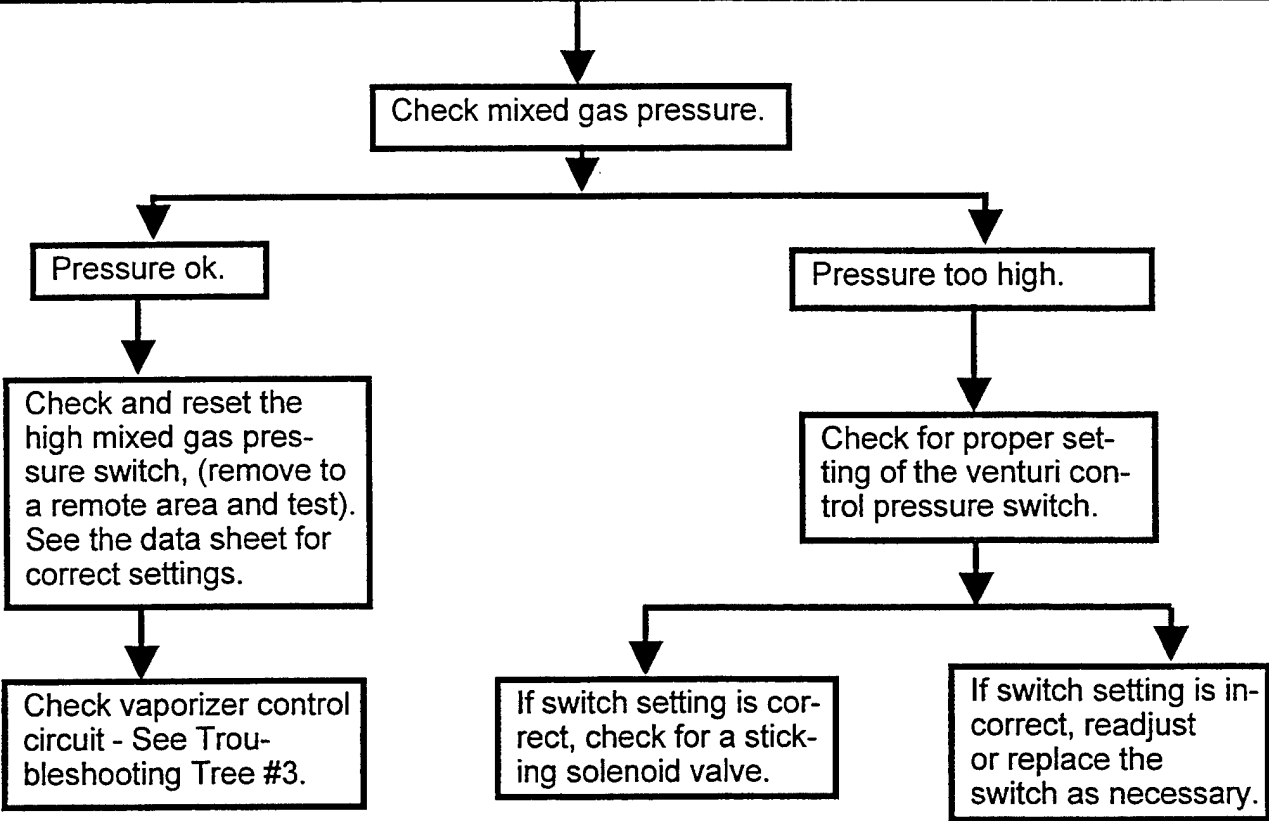 Check mixed gas pressure.
Pressure ok.
Pressure too high.
Check and reset the
high mixed gas pres-
sure switch, (remove to
a remote area and test).
See the data sheet for
correct settings.
Check for proper set-
ting of the venturi con-
trol pressure switch.
Check vaporizer control
circuit - See Trou-
bleshooting Tree #3.
If switch setting is cor-
rect, check for a stick-
ing solenoid valve.
If switch setting is in-
correct, readjust
or replace the
switch as necessary.